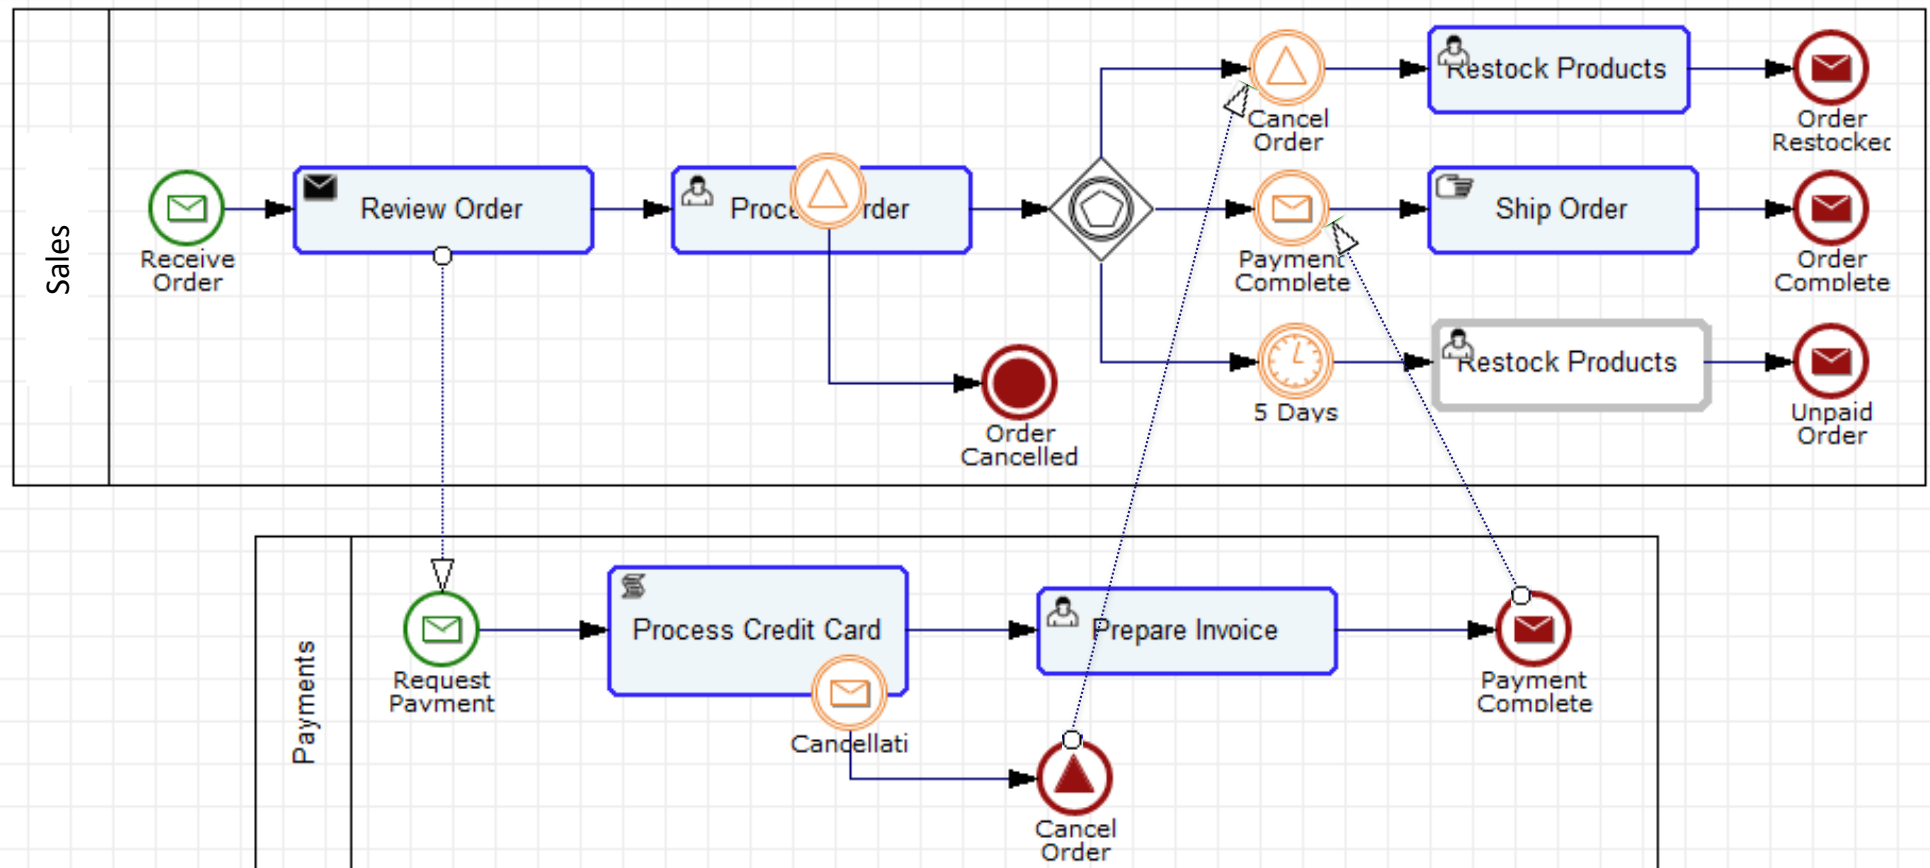 Sales
Receive
Order
Review Order
Order
Cancelled
Cancel
Order
Restock Products
Order
Restocked
Payment
Complete
Ship Order
Order
Complete
5 Days
Restock Products
Unpaid
Order
Payments
Request
Payment
Process Credit Card
Cancellati
Prepare Invoice
Cancel
Order
Payment
Complete